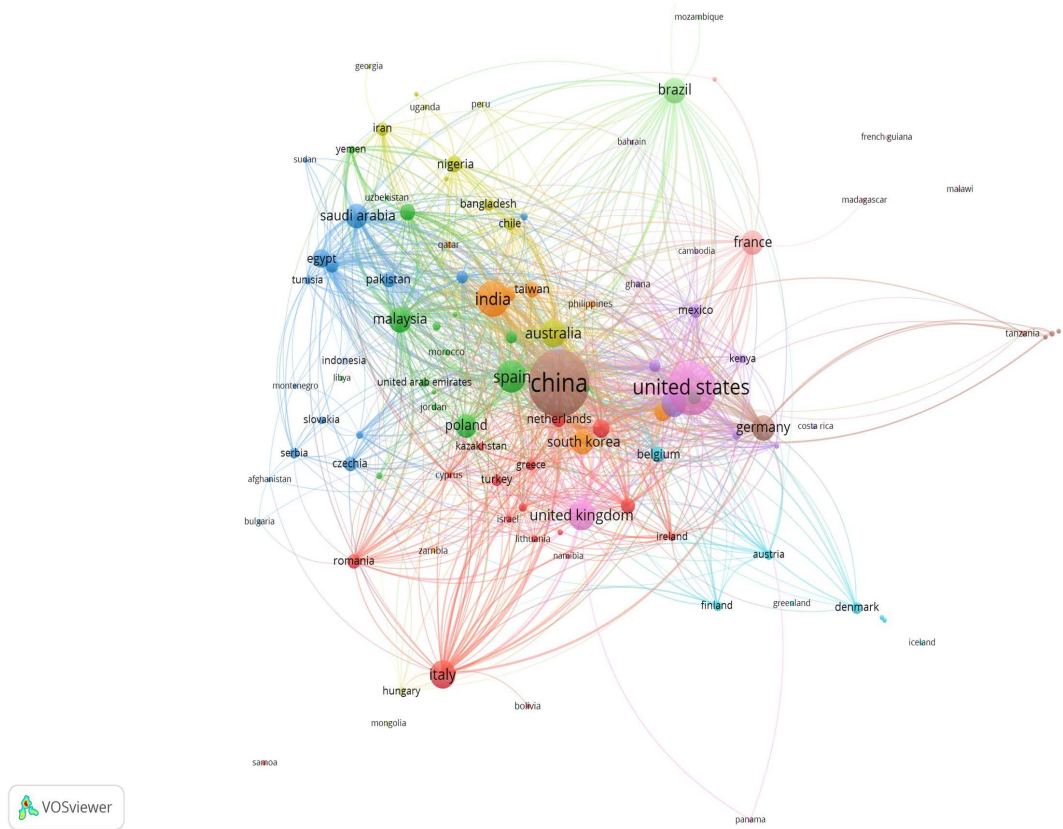 mozambique
georgia
brazil
peru
uganda
iran
french guiana
bahrain
yemen
sudan
nigeria
malawi
uzbekistan
madagascar
bangladesh
saudi arabia
chile
qatar
france
cambodia
egypt
tunisia
pakistan
ghana
taiwan
india
philippines
mexico
malaysia
australia
tanzania
morocco
indonesia
kenya
libya
spain
united arab emirates
china
united states
montenegro
jordan
slovakia
netherlands
poland
germany
costa rica
south korea
kazakhstan
serbia
belgium
czechia
greece
cyprus
turkey
afghanistan
united kingdom
bulgaria
israel
ireland
lithuania
zambia
namibia
austria
romania
finland
greenland
denmark
iceland
italy
hungary
bolivia
mongolia
samoa
VOSviewer
panama